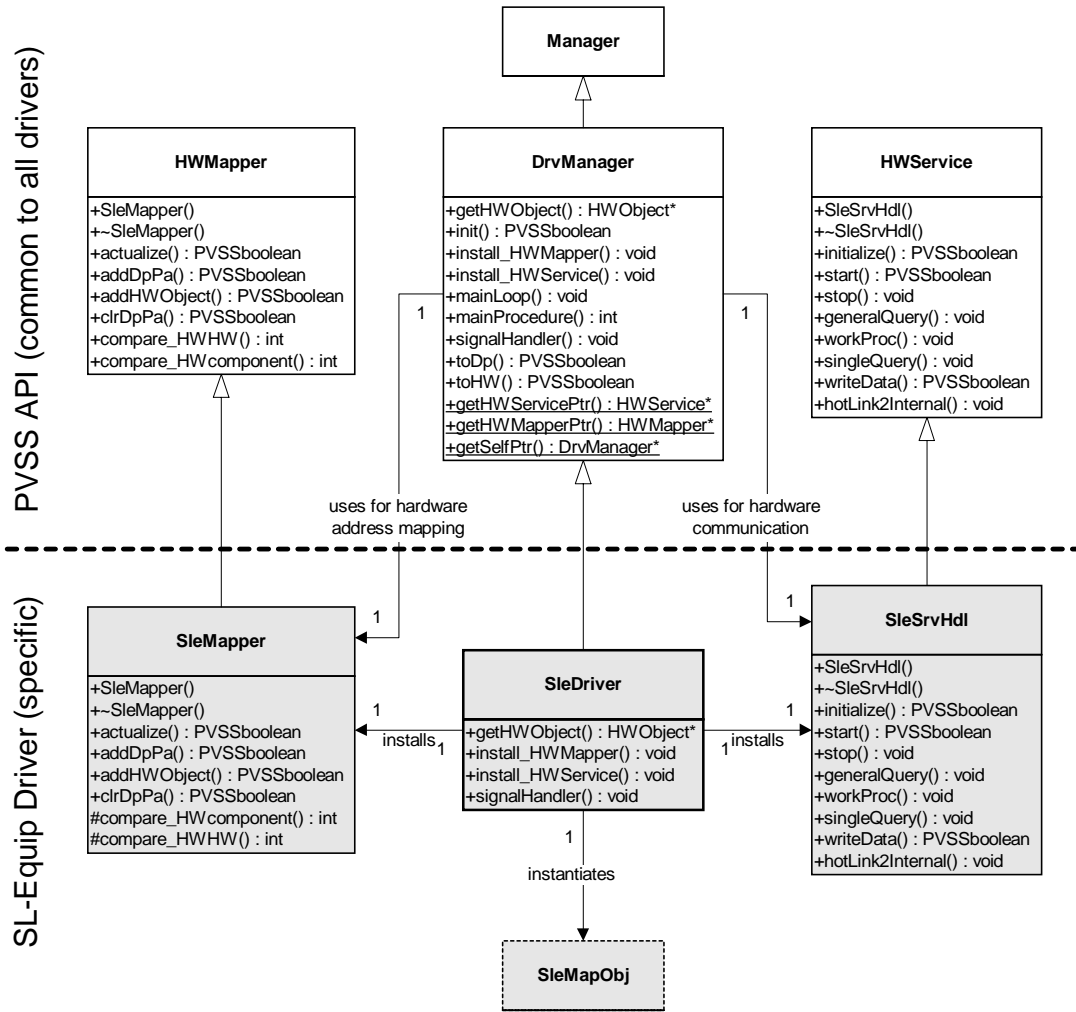 PVSS API (common to all drivers)
Manager
HWMapper
+SleMapper()
+~SleMapper()
+actualize() : PVSSboolean
+addDpPa() : PVSSboolean
+addHWObject() : PVSSboolean
+clrDpPa() : PVSSboolean
+compare_HWHW() : int
+compare_HWcomponent() : int
DrvManager
+getHWObject() : HWObject*
+init() : PVSSboolean
+install_HWMapper() : void
+install_HWService() : void
+mainLoop() : void
+mainProcedure() : int
+signalHandler() : void
+toDp() : PVSSboolean
+toHW() : PVSSboolean
+getHWServicePtr() : HWService*
+getHWMapperPtr() : HWMapper*
+getSelfPtr() : DrvManager*
HWService
+SleSrvHdl()
+~SleSrvHdl()
+initialize() : PVSSboolean
+start() : PVSSboolean
+stop() : void
+generalQuery() : void
+workProc() : void
+singleQuery() : void
+writeData() : PVSSboolean
+hotLink2Internal() : void
1
1
uses for hardware
address mapping
uses for hardware
communication
SL-Equip Driver (specific)
1
1
SleMapper
+SleMapper()
+~SleMapper()
+actualize() : PVSSboolean
+addDpPa() : PVSSboolean
+addHWObject() : PVSSboolean
+clrDpPa() : PVSSboolean
#compare_HWcomponent() : int
#compare_HWHW() : int
1
installs
1
SleDriver
+getHWObject() : HWObject*
+install_HWMapper() : void
+install_HWService() : void
+signalHandler() : void
1
installs
1
SleSrvHdl
+SleSrvHdl()
+~SleSrvHdl()
+initialize() : PVSSboolean
+start() : PVSSboolean
+stop() : void
+generalQuery() : void
+workProc() : void
+singleQuery() : void
+writeData() : PVSSboolean
+hotLink2Internal() : void
1
instantiates
1
SleMapObj